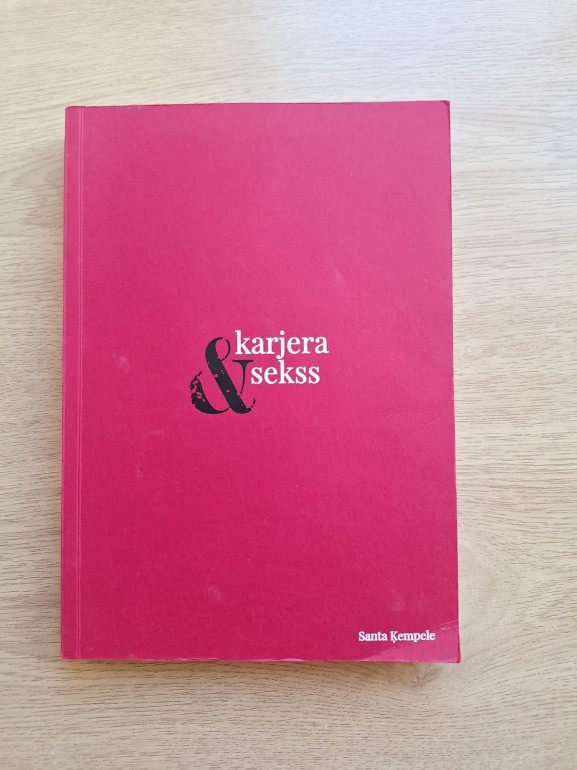 karjera
& sekss
Santa Ķempele